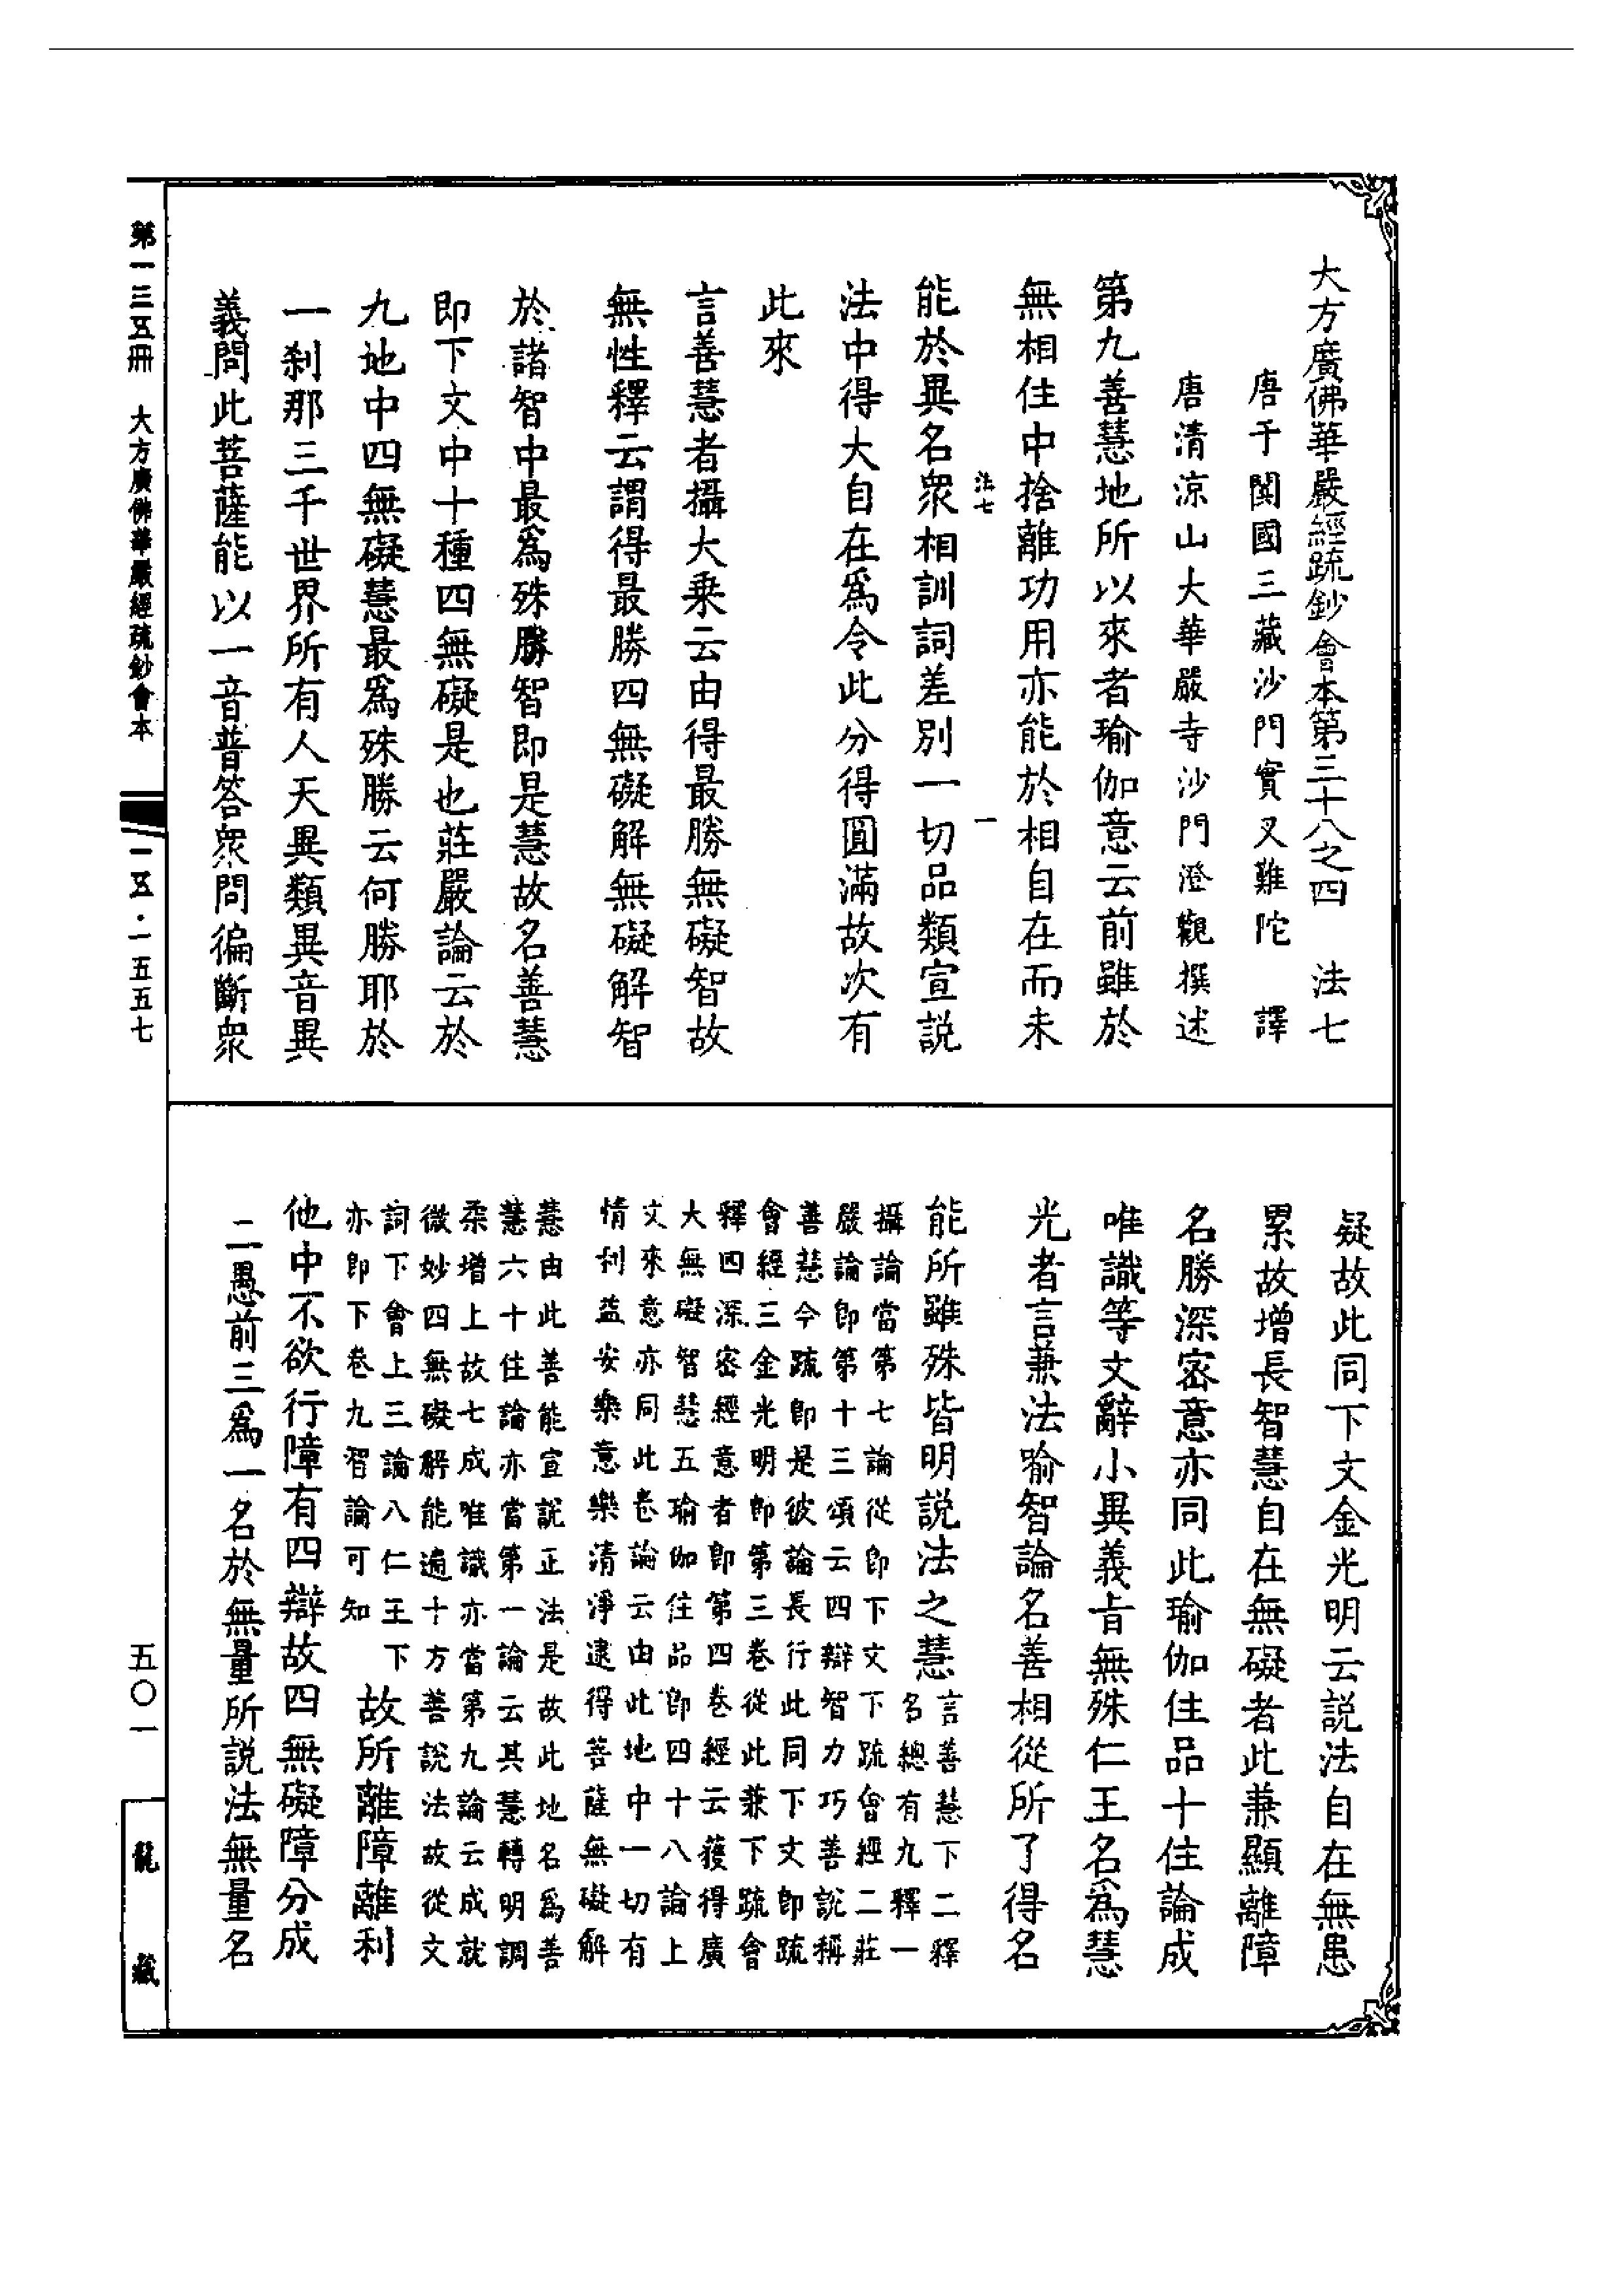 大方廣佛華嚴經疏鈔會本第三十八之四　法七
唐于闐國三藏沙門實叉難陀　譯
唐清涼山大華嚴寺沙門澄觀撰述
第九善慧地所以來者瑜伽意云前雖於
無相住中捨離功用亦能於相自在而未
法七　一
能於異名眾相訓詞差別一切品類宣説
法中得大自在爲令此分得圓滿故次有
此來
言善慧者攝大乗云由得最勝無礙智故
無性釋云謂得最勝四無礙解無礙解智
於諸智中最爲殊勝智即是慧故名善慧
即下文中十種四無礙是也莊嚴論云於
九地中四無礙慧最爲殊勝云何勝耶於
一刹那三千世界所有人天異類異音異
義問此菩薩能以一音普答眾問徧斷眾
疑故此同下文金光明云説法自在無患
累故增長智慧自在無礙者此兼顯離障
名勝深密意亦同此瑜伽住品十住論成
唯識等文辭小異義旨無殊仁王名爲慧
光者言兼法喻智論名善相從所了得名
能所雖殊皆明説法之慧言善慧下二釋
名總有九釋一
攝論當第七論從即下文下疏會經二莊
嚴論即第十三頌云四辯智力巧善説稱
善慧今疏即是彼論長行此同下文即疏
會經三金光明即第三卷從此兼下疏會
釋四深密經意者即第四卷經云獲得廣
大無礙智慧五瑜伽住品即四十八論上
文來意亦同此卷論云由此地中一切有
情利益安樂意樂清淨逮得菩薩無礙解
慧由此善能宣説正法是故此地名爲善
慧六十住論亦當第一論云其慧轉明調
柔增上故七成唯識亦當第九論云成就
微妙四無礙解能遍十方善説法故從文
詞下會上三論八仁王下
亦即下卷九智論可知
故所離障離利
他中不欲行障有四辯故四無礙障分成
二愚前三爲一名於無量所説法無量名
第一三五冊　大方廣佛華嚴經疏鈔會本
一三五·一五五七
五〇一
龍藏